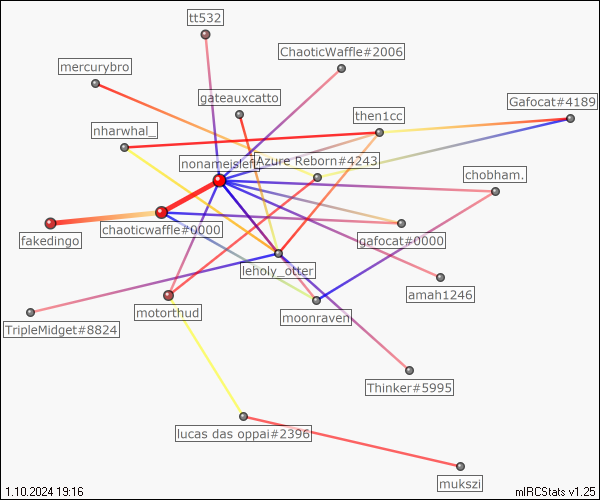 tt532
ChaoticWaffle#2006
mercurybro
gateauxcatto
Gafocat#4189
then1cc
nharwhal_
nonameisleft
Azure Reborn#4243
chobham.
chaoticwaffle#0000
fakedingo
gafocat#0000
leholy_otter
amah1246
motorthud
moonraven
TripleMidget#8824
Thinker#5995
lucas das oppai#2396
mukszi
1.10.2024 19:16
mIRCStats v1.25